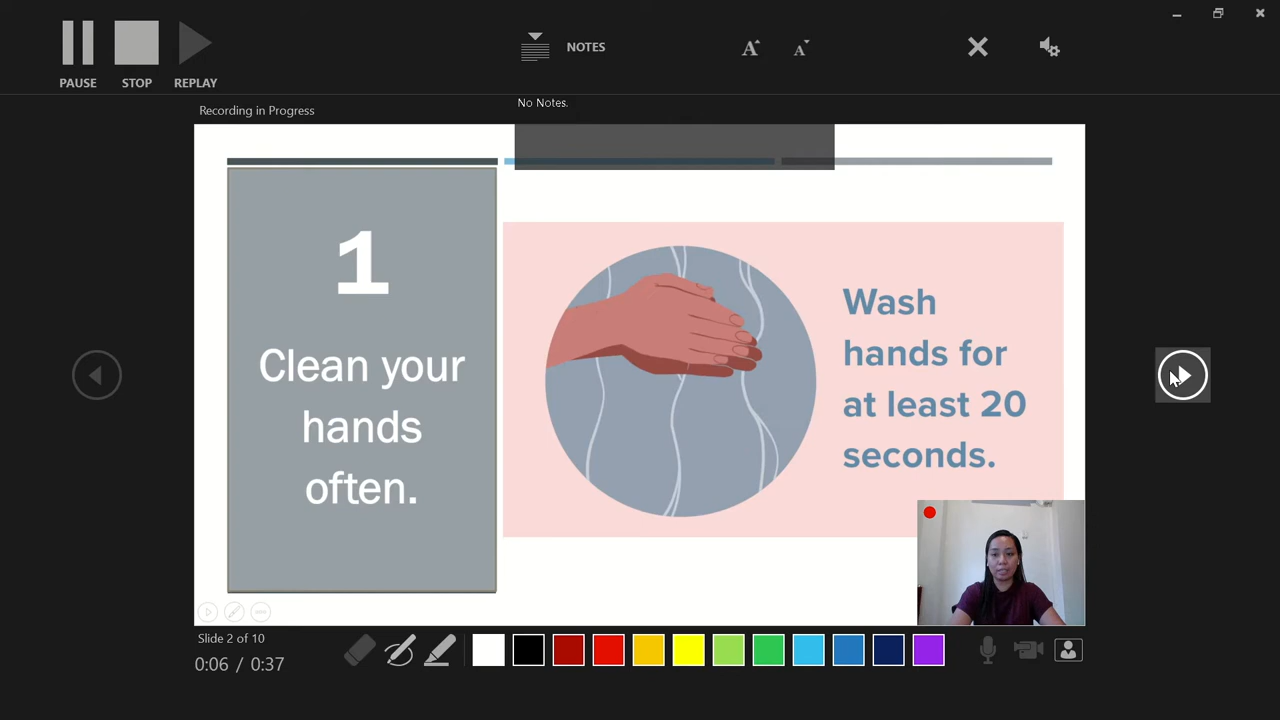 PAUSE
STOP
REPLAY
NOTES
A
A
Recording in Progress
No Notes.
1
Clean your
hands
often.
Wash
hands for
at least 20
seconds.
Slide 2 of 10
0:06 / 0:37